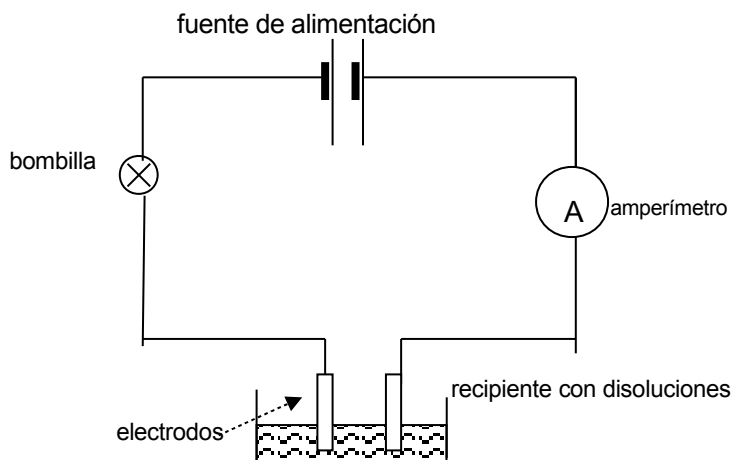 fuente de alimentación
bombilla
A
amperímetro
recipiente con disoluciones
electrodos